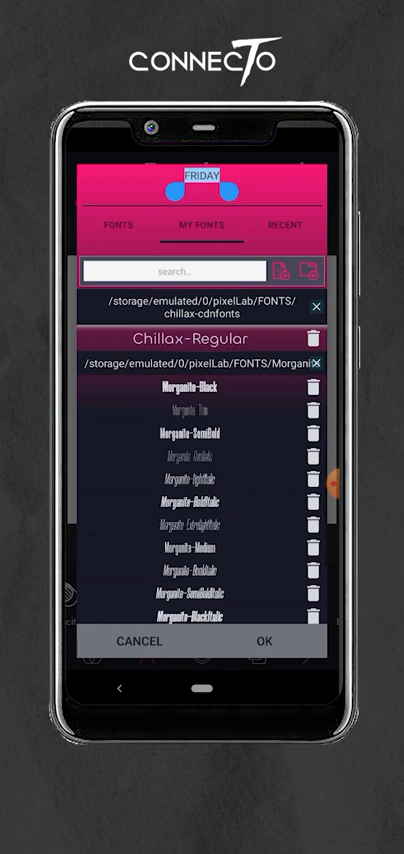 CONNECTO
FRIDAY
FONTS MY FONTS RECENT
search...
/storage/emulated/0/pixelLab/FONTS/
chillax-cdnfonts
Chillax-Regular
/storage/emulated/0/pixelLab/FONTS/Morganite
Morganite-Black
Morganite Thin
Morganite-SemiBold
Morganite ThinItalic
Morganite-LightItalic
Morganite-BoldItalic
Morganite ExtraLightItalic
Morganite-Medium
Morganite-BookItalic
Morganite-SemiBoldItalic
Morganite-BlackItalic
CANCEL OK